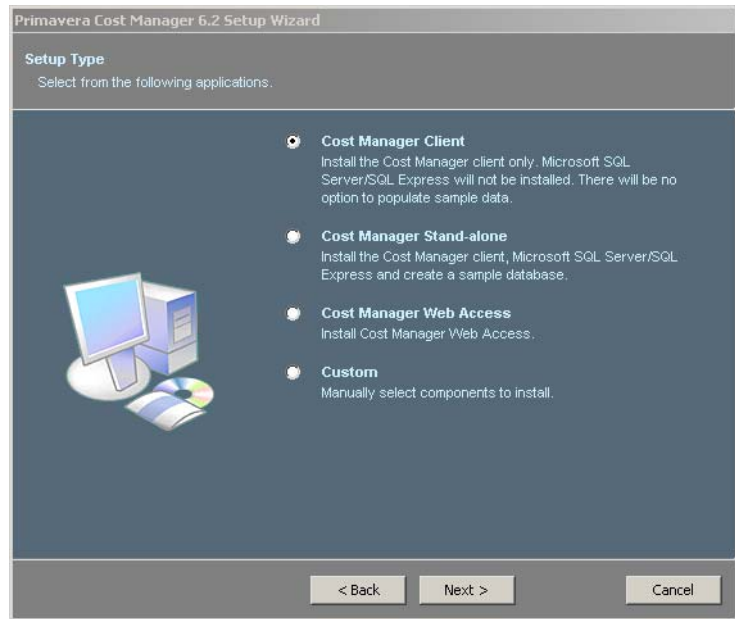 Primavera Cost Manager 6.2 Setup Wizard
Setup Type
Select from the following applications.
Cost Manager Client
Install the Cost Manager client only. Microsoft SQL
Server/SQL Express will not be installed. There will be no
option to populate sample data.
Cost Manager Stand-alone
Install the Cost Manager client, Microsoft SQL Server/SQL
Express and create a sample database.
Cost Manager Web Access
Install Cost Manager Web Access.
Custom
Manually select components to install.
< Back
Next >
Cancel